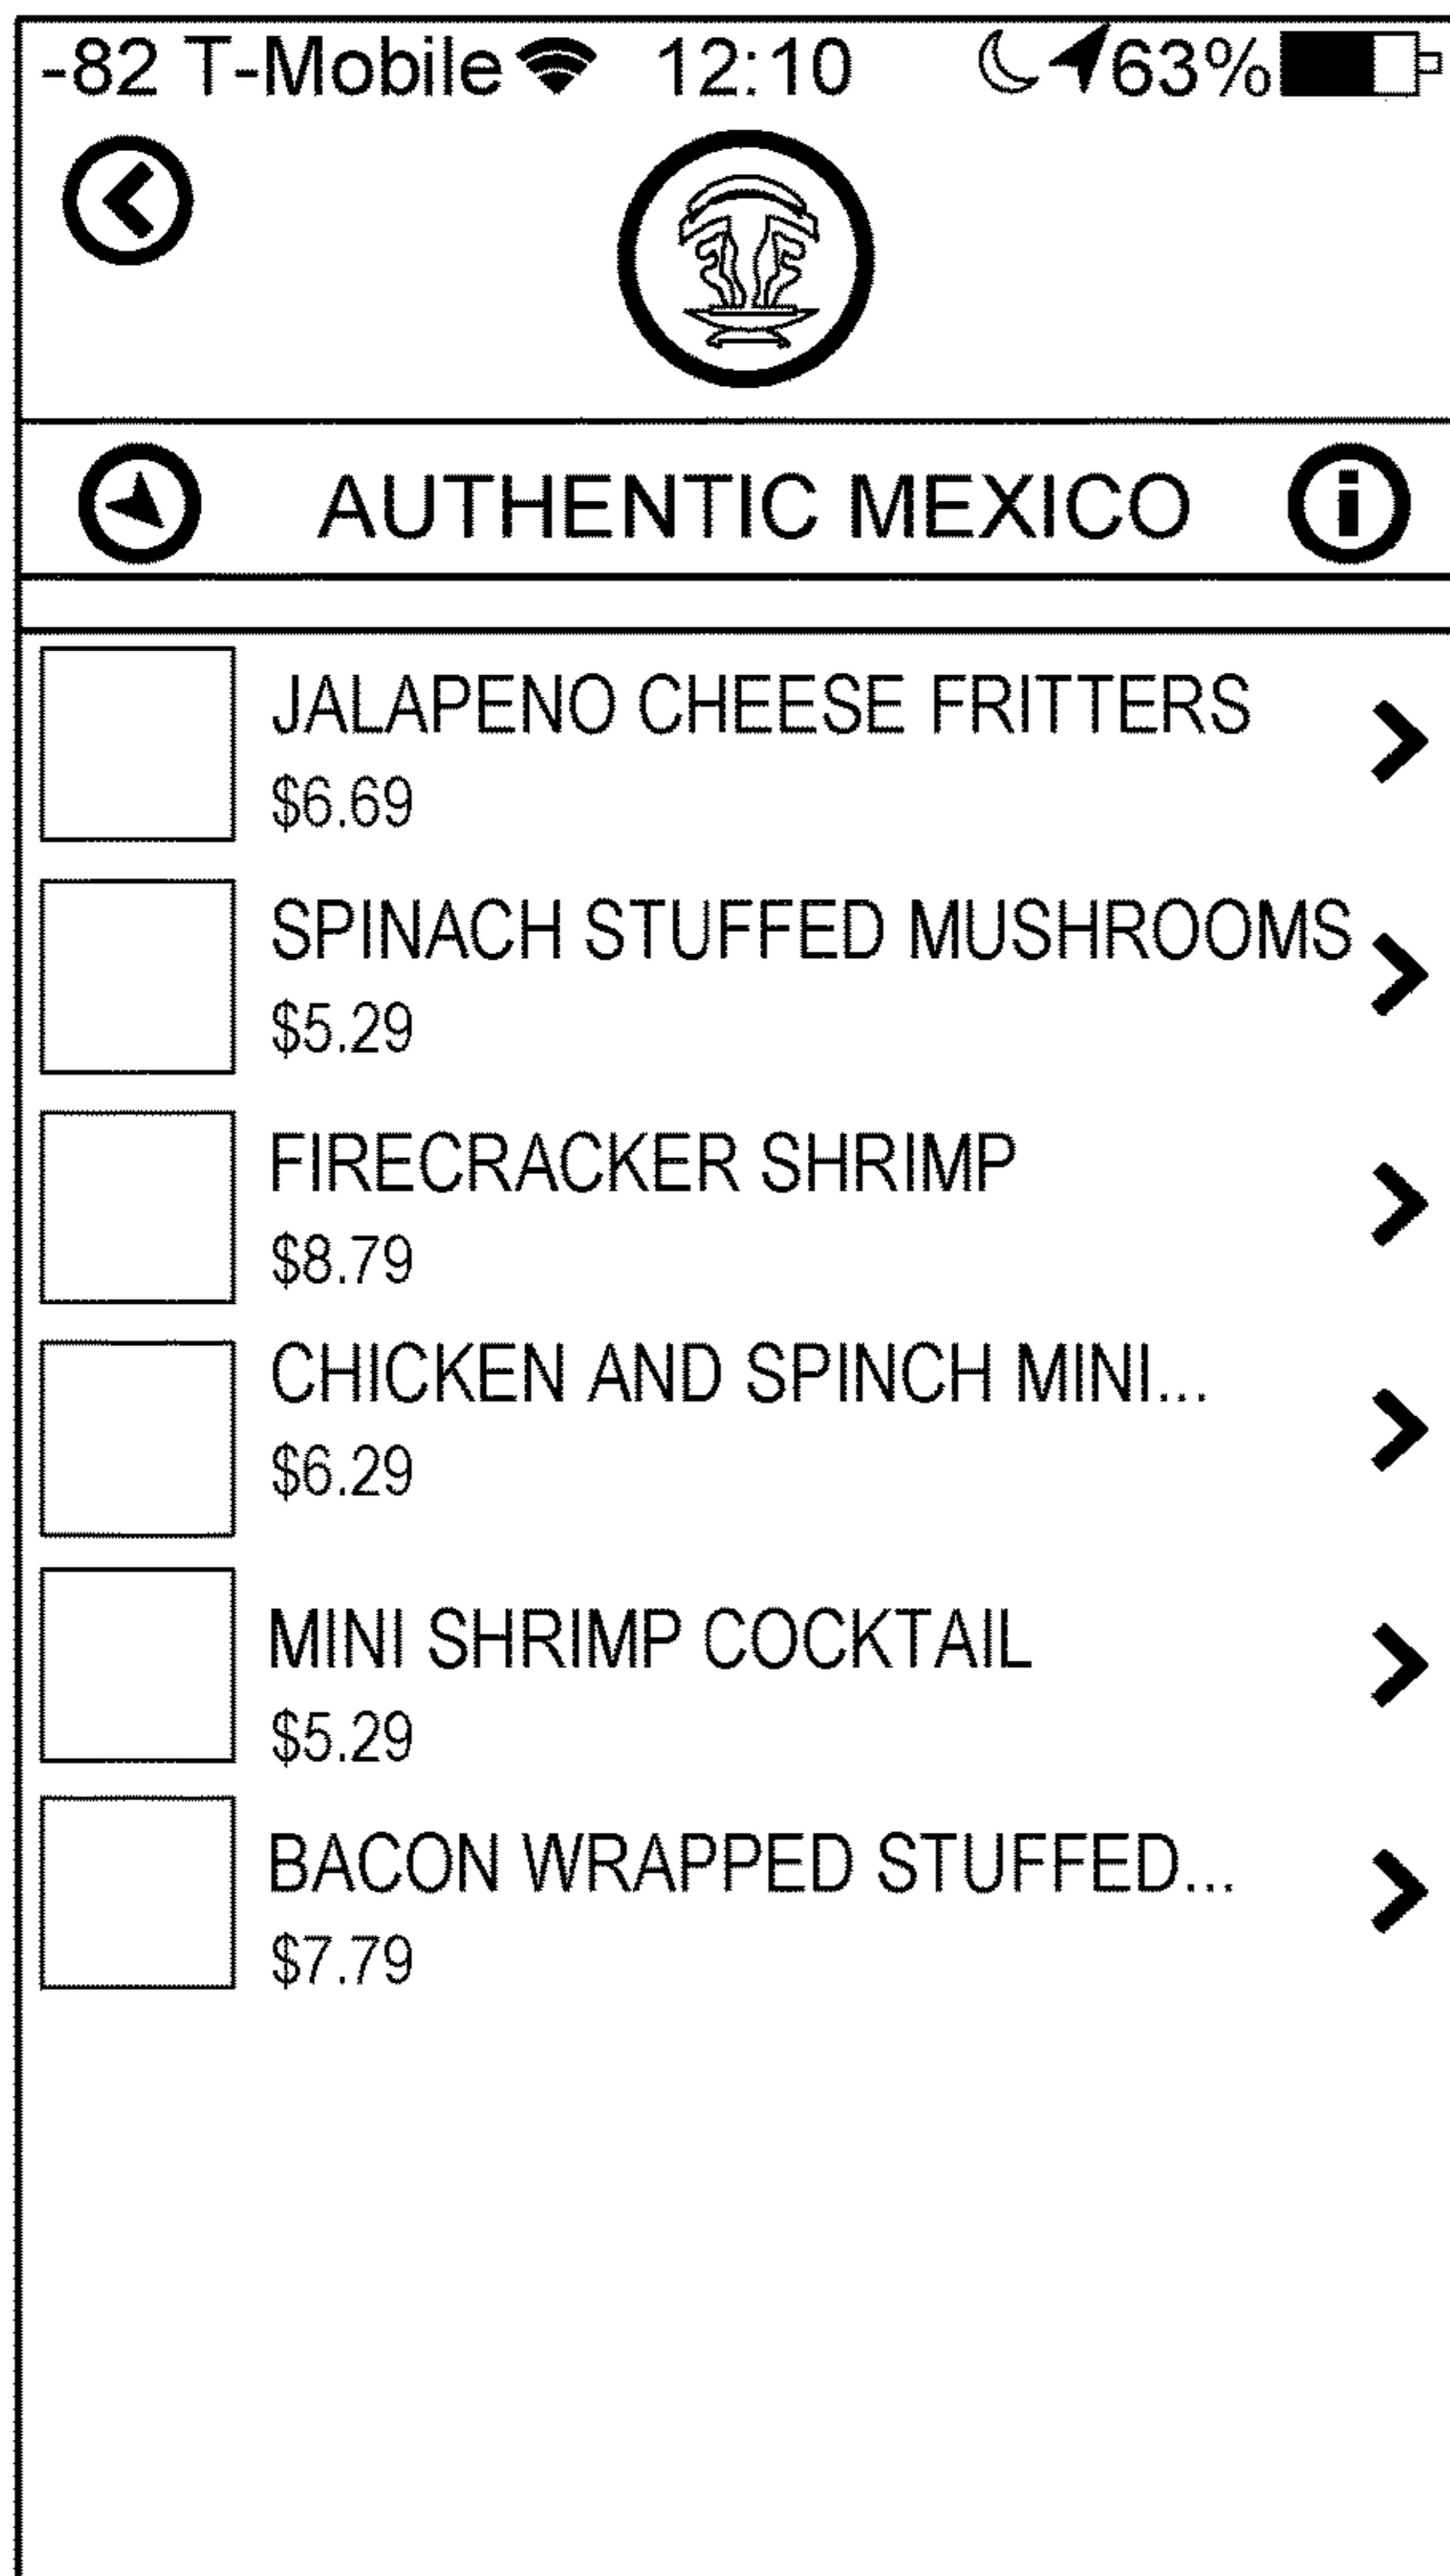 -82 T-Mobile 12:10 63%
AUTHENTIC MEXICO
JALAPENO CHEESE FRITTERS
$6.69
SPINACH STUFFED MUSHROOMS
$5.29
FIRECRACKER SHRIMP
$8.79
CHICKEN AND SPINCH MINI...
$6.29
MINI SHRIMP COCKTAIL
$5.29
BACON WRAPPED STUFFED...
$7.79